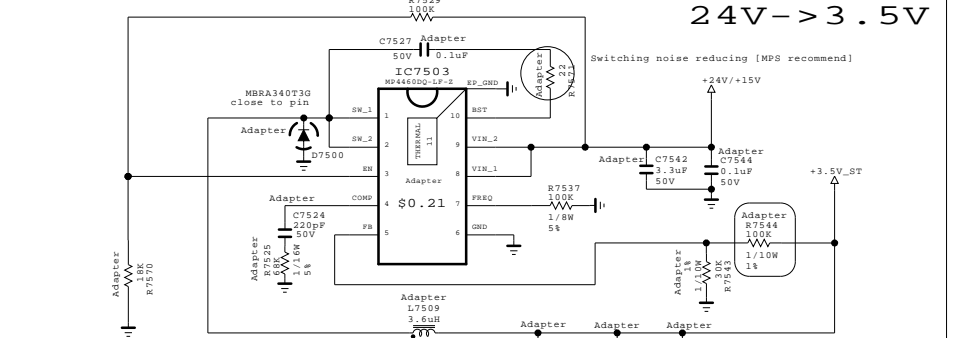 24V->3.5V
R7529
100K
C7527
Adapter
50V
0.1uF
Switching noise reducing [MPS recommend]
Adapter
22
R7571
IC7503
MP4460DQ-LF-Z
EP_GND
+24V/+15V
MBRA340T3G
close to pin
SW_1
1
10
BST
Adapter
D7500
SW_2
2
THERMAL
11
9
VIN_2
Adapter
C7542
3.3uF
50V
Adapter
C7544
0.1uF
50V
EN
3
8
VIN_1
Adapter
+3.5V_ST
R7537
100K
1/8W
5%
Adapter
COMP
4
$0.21
7
FREQ
C7524
220pF
50V
FB
5
6
GND
Adapter
R7544
100K
1/10W
1%
Adapter
R7525
68K
1/16W
5%
Adapter
18K
R7570
Adapter
1%
1/10W
30K
R7543
Adapter
L7509
3.6uH
Adapter
Adapter
Adapter